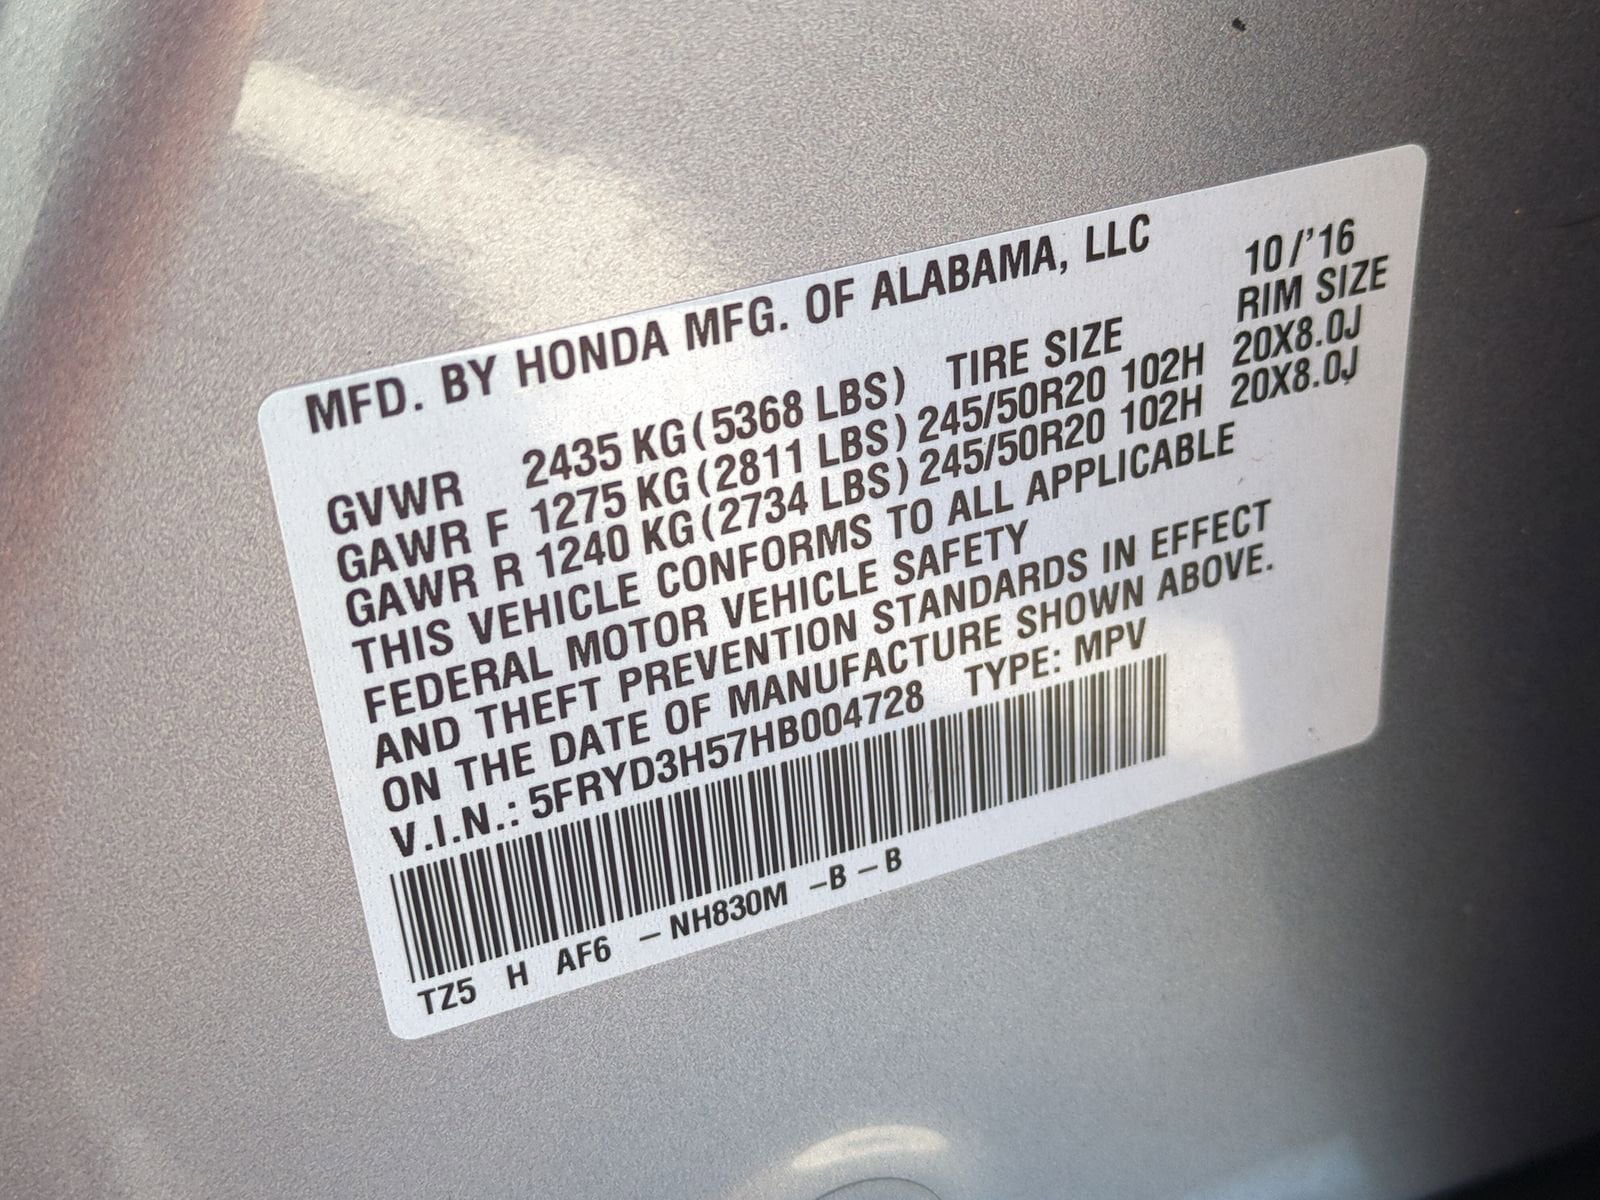 MFD. BY HONDA MFG. OF ALABAMA, LLC 10/'16
TIRE SIZE RIM SIZE
GVWR 2435 KG(5368 LBS)
GAWR F 1275 KG(2811 LBS) 245/50R20 102H 20X8.0J
GAWR R 1240 KG(2734 LBS) 245/50R20 102H 20X8.0J
THIS VEHICLE CONFORMS TO ALL APPLICABLE
FEDERAL MOTOR VEHICLE SAFETY
AND THEFT PREVENTION STANDARDS IN EFFECT
ON THE DATE OF MANUFACTURE SHOWN ABOVE.
V.I.N.: 5FRYD3H57HB004728 TYPE: MPV
TZ5 H AF6 –NH830M –B–B